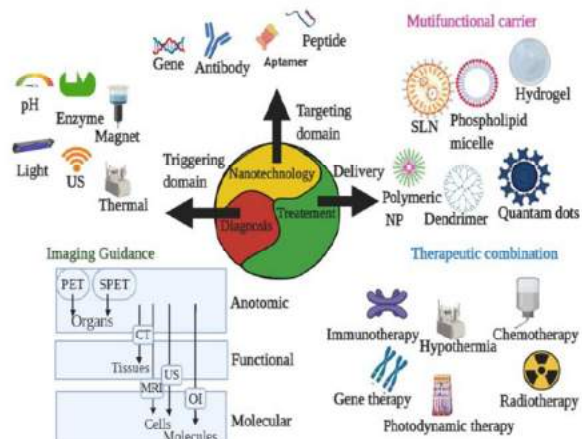 Mutifunctional carrier
Peptide
Gene
Antibody
Aptamer
pH
Enzyme
Magnet
Light
US
Thermal
Targeting
domain
Triggering
domain
Nanotechnology
Diagnosis
Treatement
Delivery
SLN
Phospholipid
micelle
Hydrogel
Polymeric
NP
Dendrimer
Quantam dots
Imaging Guidance
PET
SPET
Organs
Anotomic
CT
Tissues
Functional
MRI
US
OI
Cells
Molecules
Molecular
Therapeutic combination
Immunotherapy
Hypothermia
Chemotherapy
Gene therapy
Photodynamic therapy
Radiotherapy